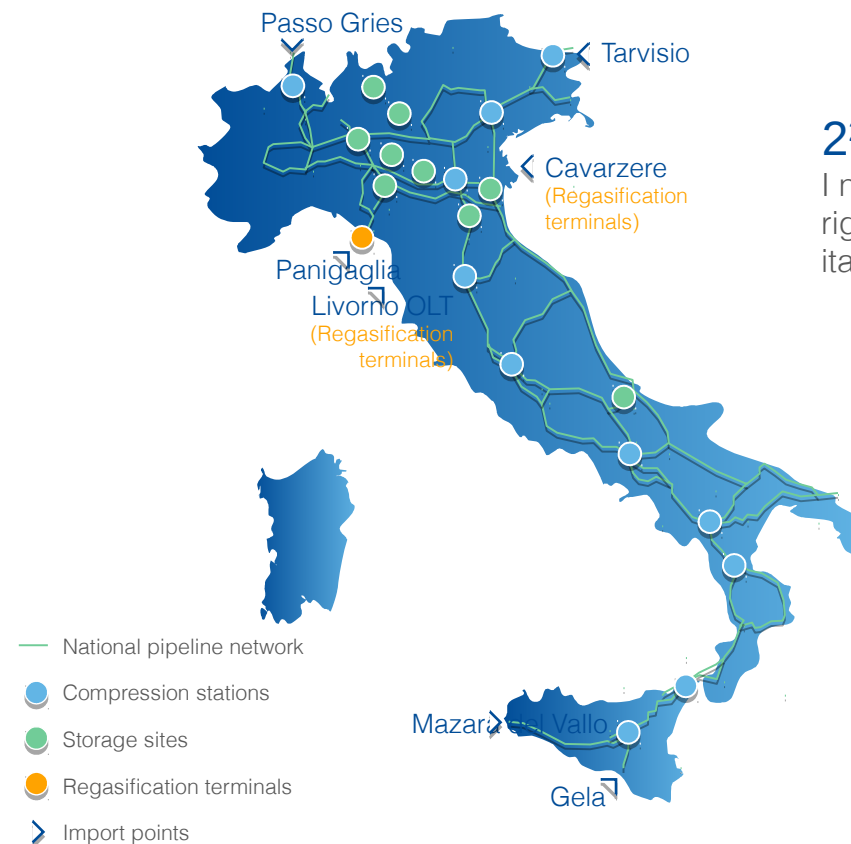 Passo Gries
Tarvisio
Cavarzere
(Regasification
terminals)
Panigaglia
Livorno OLT
(Regasification
terminals)
National pipeline network
Compression stations
Storage sites
Regasification terminals
Import points
Mazara del Vallo
Gela